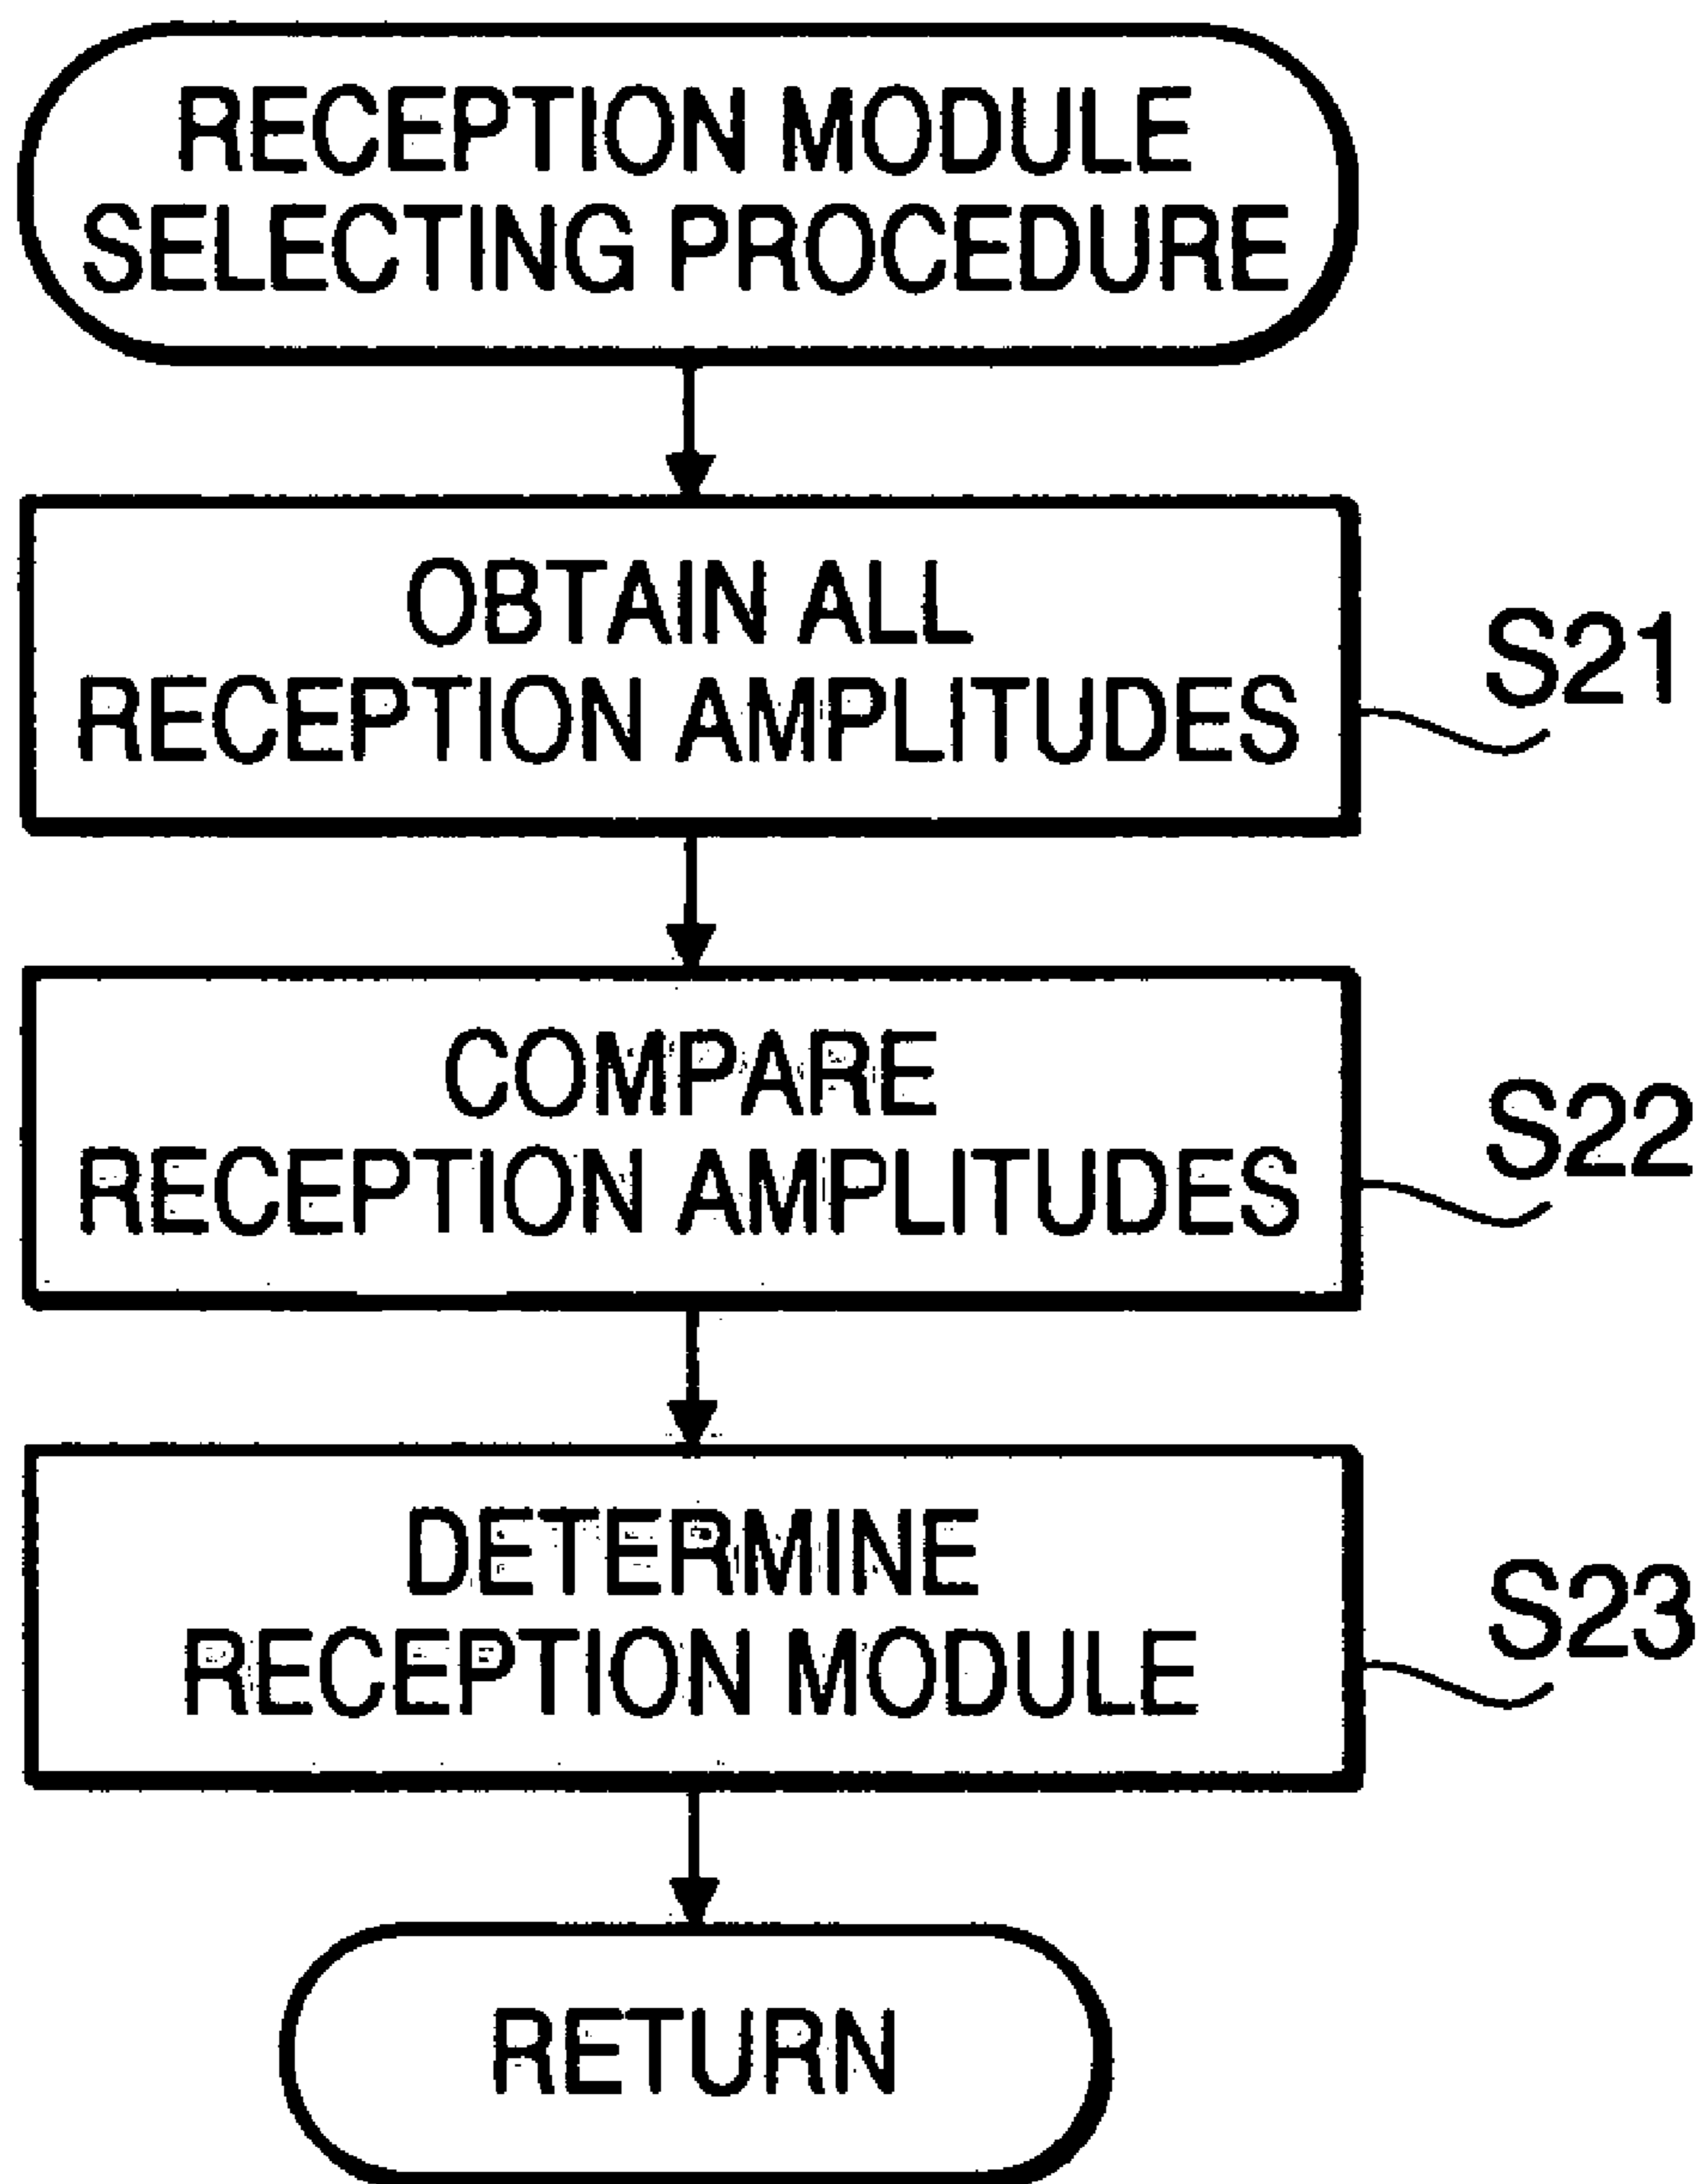 RECEPTION MODULE
SELECTING PROCEDURE
OBTAIN ALL
RECEPTION AMPLITUDES
S21
COMPARE
RECEPTION AMPLITUDES
S22
DETERMINE
RECEPTION MODULE
S23
RETURN